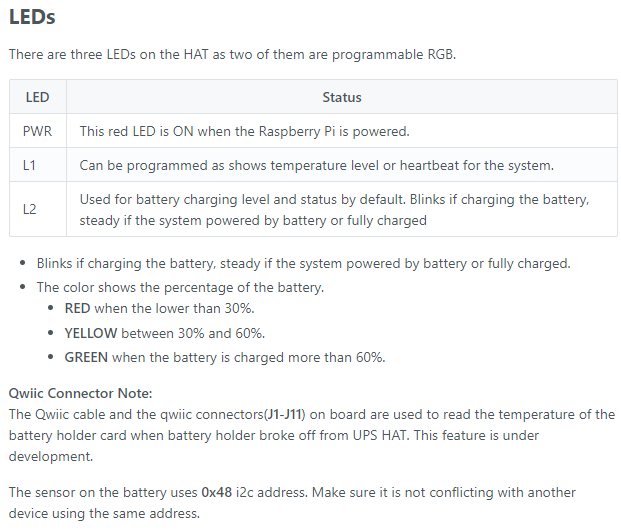 LEDs
There are three LEDs on the HAT as two of them are programmable RGB.
LED Status
PWR This red LED is ON when the Raspberry Pi is powered.
L1 Can be programmed as shows temperature level or heartbeat for the system.
L2 Used for battery charging level and status by default. Blinks if charging the battery,
steady if the system powered by battery or fully charged
• Blinks if charging the battery, steady if the system powered by battery or fully charged.
• The color shows the percentage of the battery.
• RED when the lower than 30%.
• YELLOW between 30% and 60%.
• GREEN when the battery is charged more than 60%.
Qwiic Connector Note:
The Qwiic cable and the qwiic connectors(J1-J11) on board are used to read the temperature of the
battery holder card when battery holder broke off from UPS HAT. This feature is under
development.
The sensor on the battery uses 0x48 i2c address. Make sure it is not conflicting with another
device using the same address.